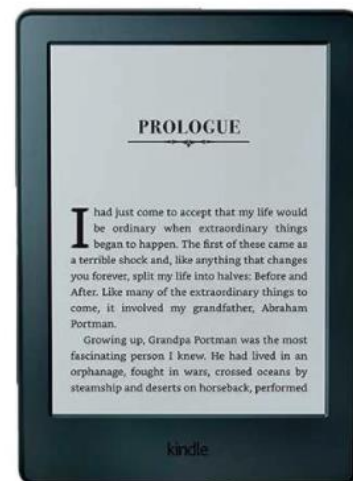 PROLOGUE
I had just come to accept that my life would
be ordinary when extraordinary things
began to happen. The first of these came as
a terrible shock and, like anything that changes
you forever, split my life into halves: Before and
After. Like many of the extraordinary things to
come, it involved my grandfather, Abraham
Portman.
Growing up, Grandpa Portman was the most
fascinating person I knew. He had lived in an
orphanage, fought in wars, crossed oceans by
steamship and deserts on horseback, performed
kindle